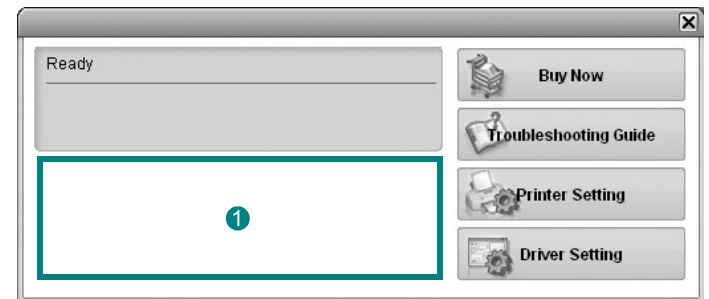 Ready
Buy Now
Troubleshooting Guide
1
Printer Setting
Driver Setting